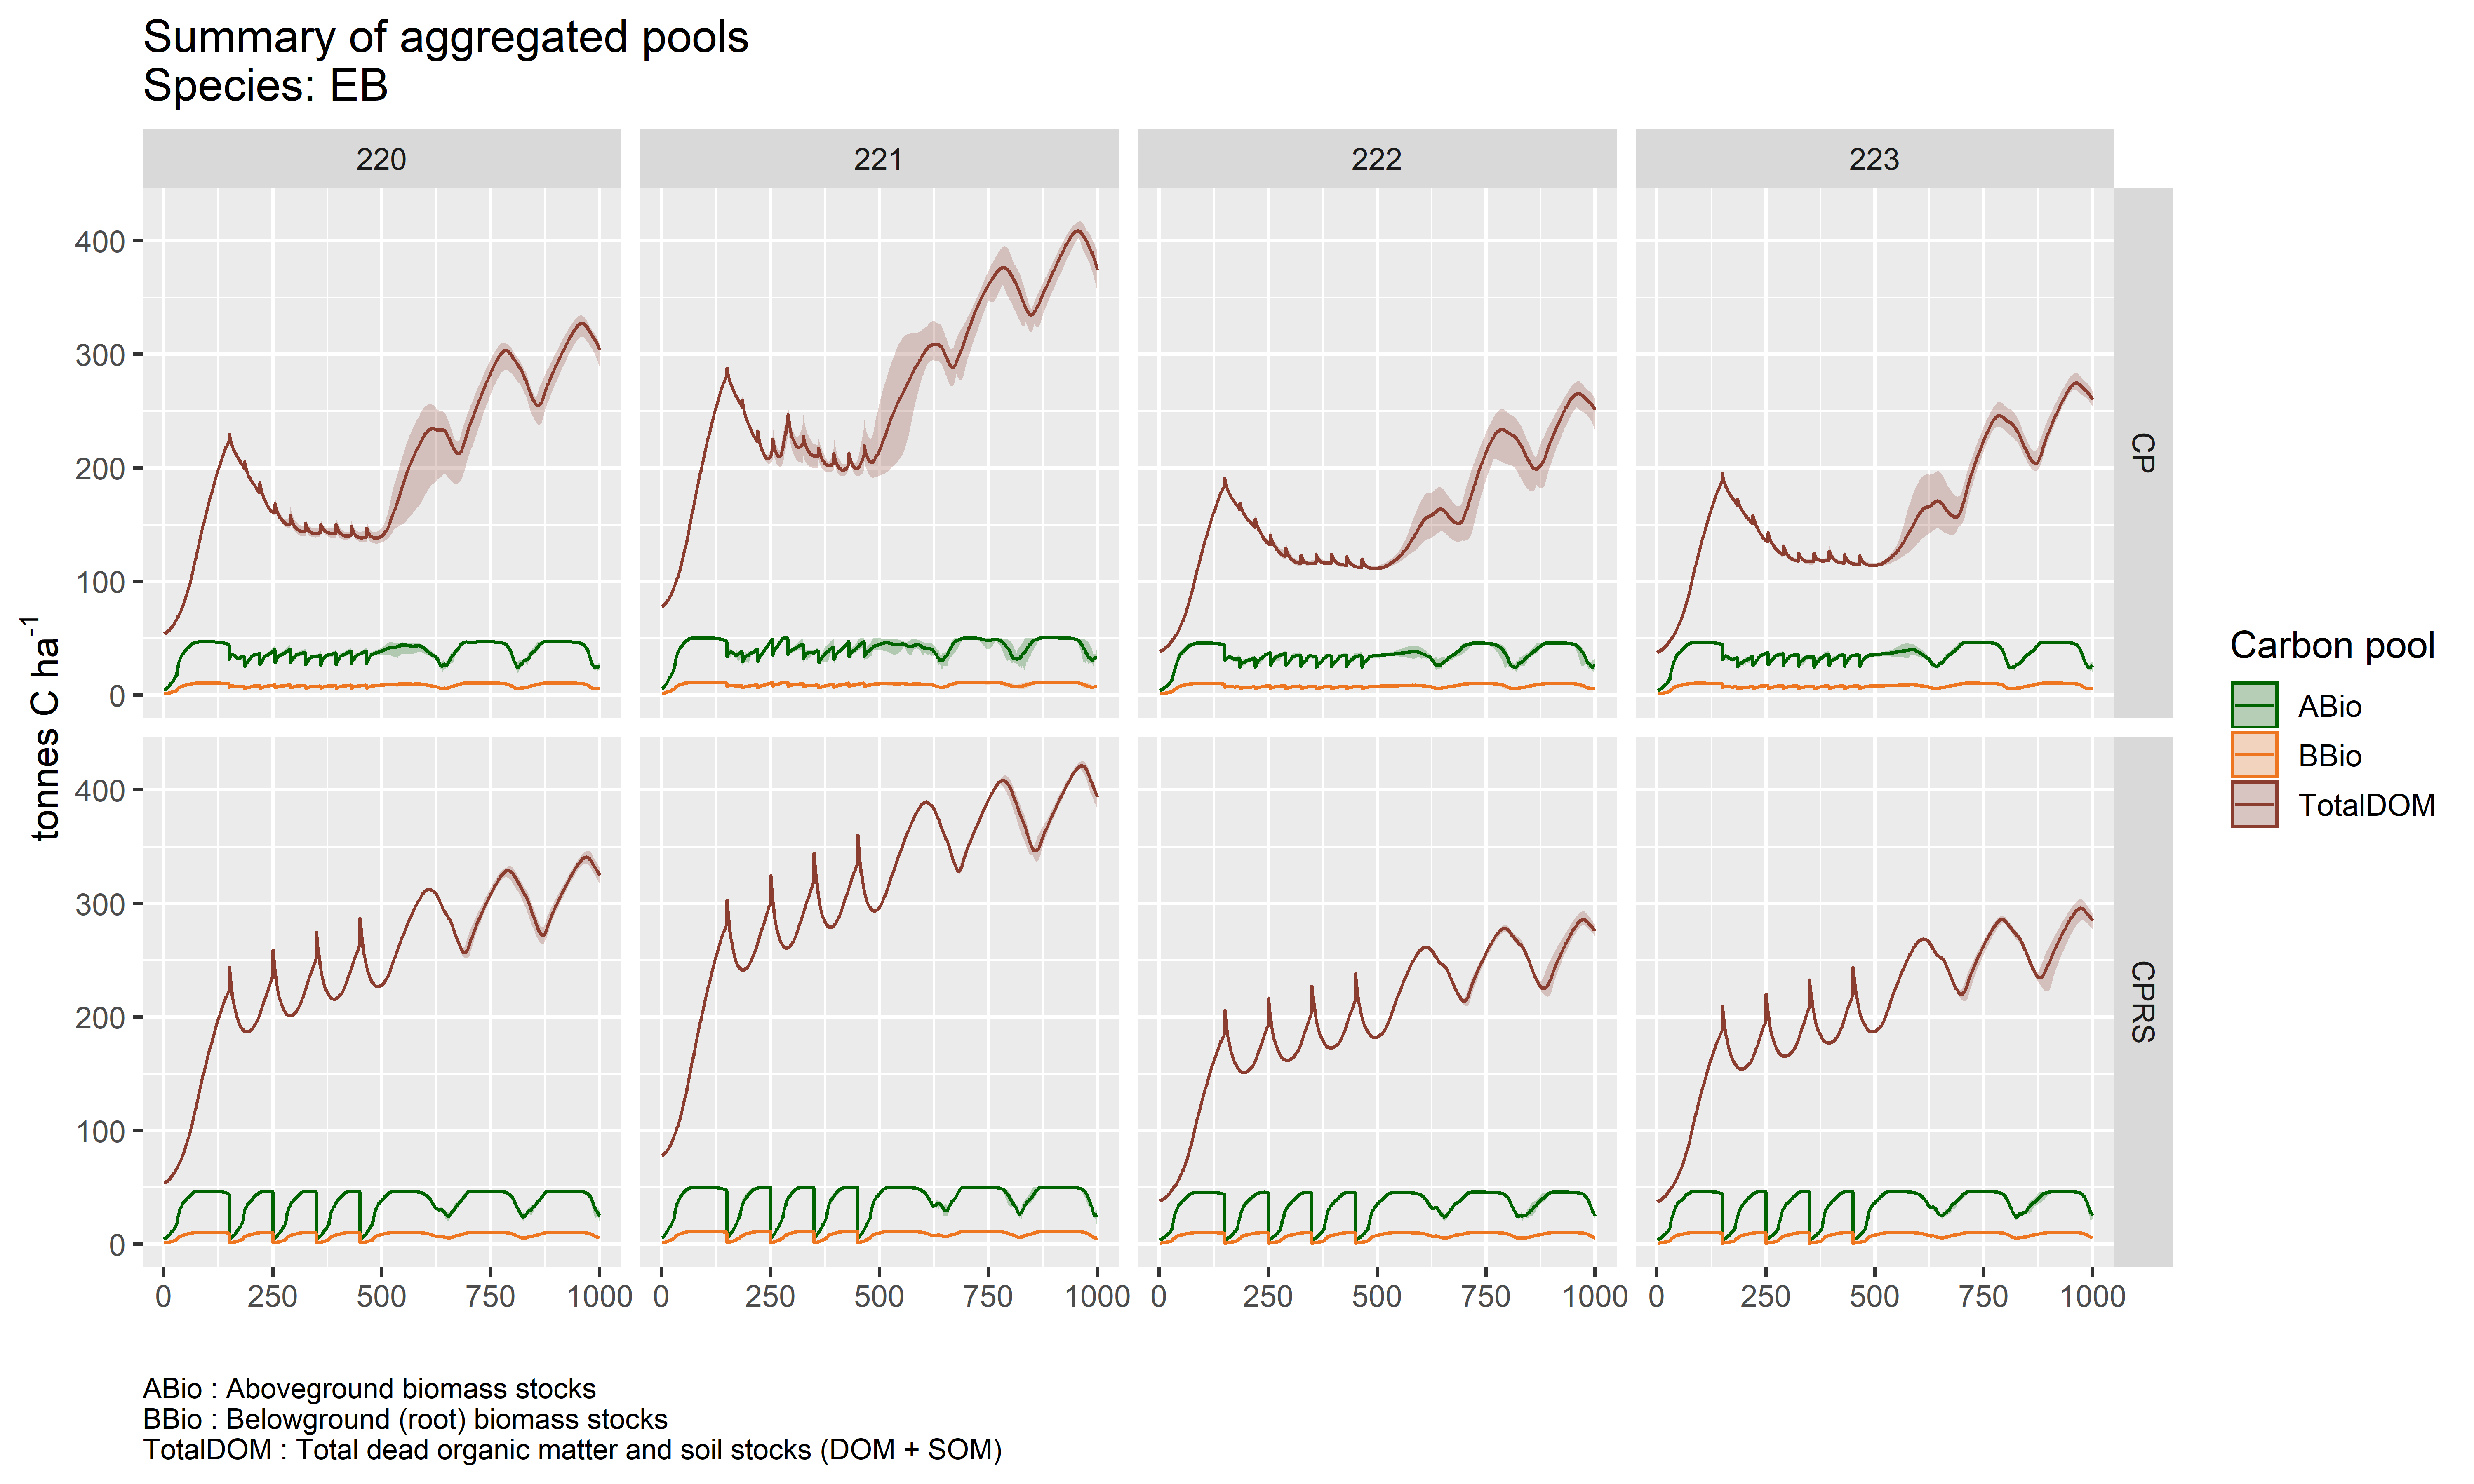 Summary of aggregated pools
Species: EB
220
221
222
223
400
300
200
100
0
CP
400
300
200
100
0
CPRS
tonnes C ha-1
0 250 500 750 1000
0 250 500 750 1000
0 250 500 750 1000
0 250 500 750 1000
Carbon pool
ABio
BBio
TotalDOM
ABio : Aboveground biomass stocks
BBio : Belowground (root) biomass stocks
TotalDOM : Total dead organic matter and soil stocks (DOM + SOM)